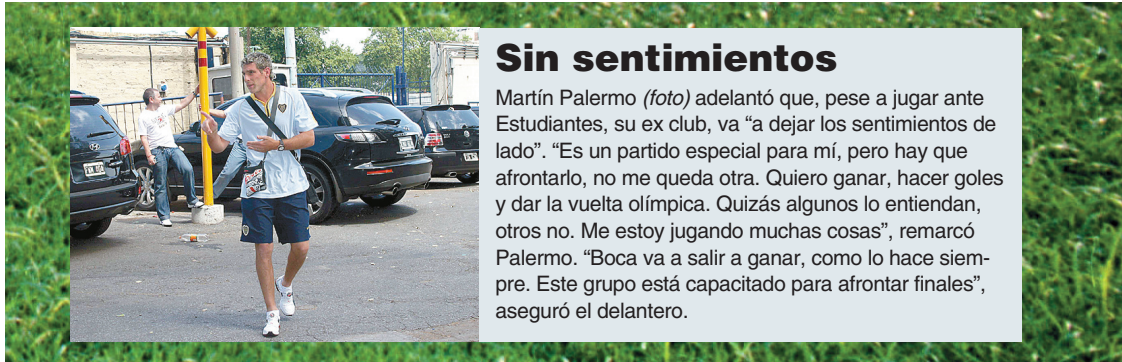 Sin sentimientos
Martín Palermo (foto) adelantó que, pese a jugar ante
Estudiantes, su ex club, va “a dejar los sentimientos de
lado”. “Es un partido especial para mí, pero hay que
afrontarlo, no me queda otra. Quiero ganar, hacer goles
y dar la vuelta olímpica. Quizás algunos lo entiendan,
otros no. Me estoy jugando muchas cosas”, remarcó
Palermo. “Boca va a salir a ganar, como lo hace siem-
pre. Este grupo está capacitado para afrontar finales”,
aseguró el delantero.